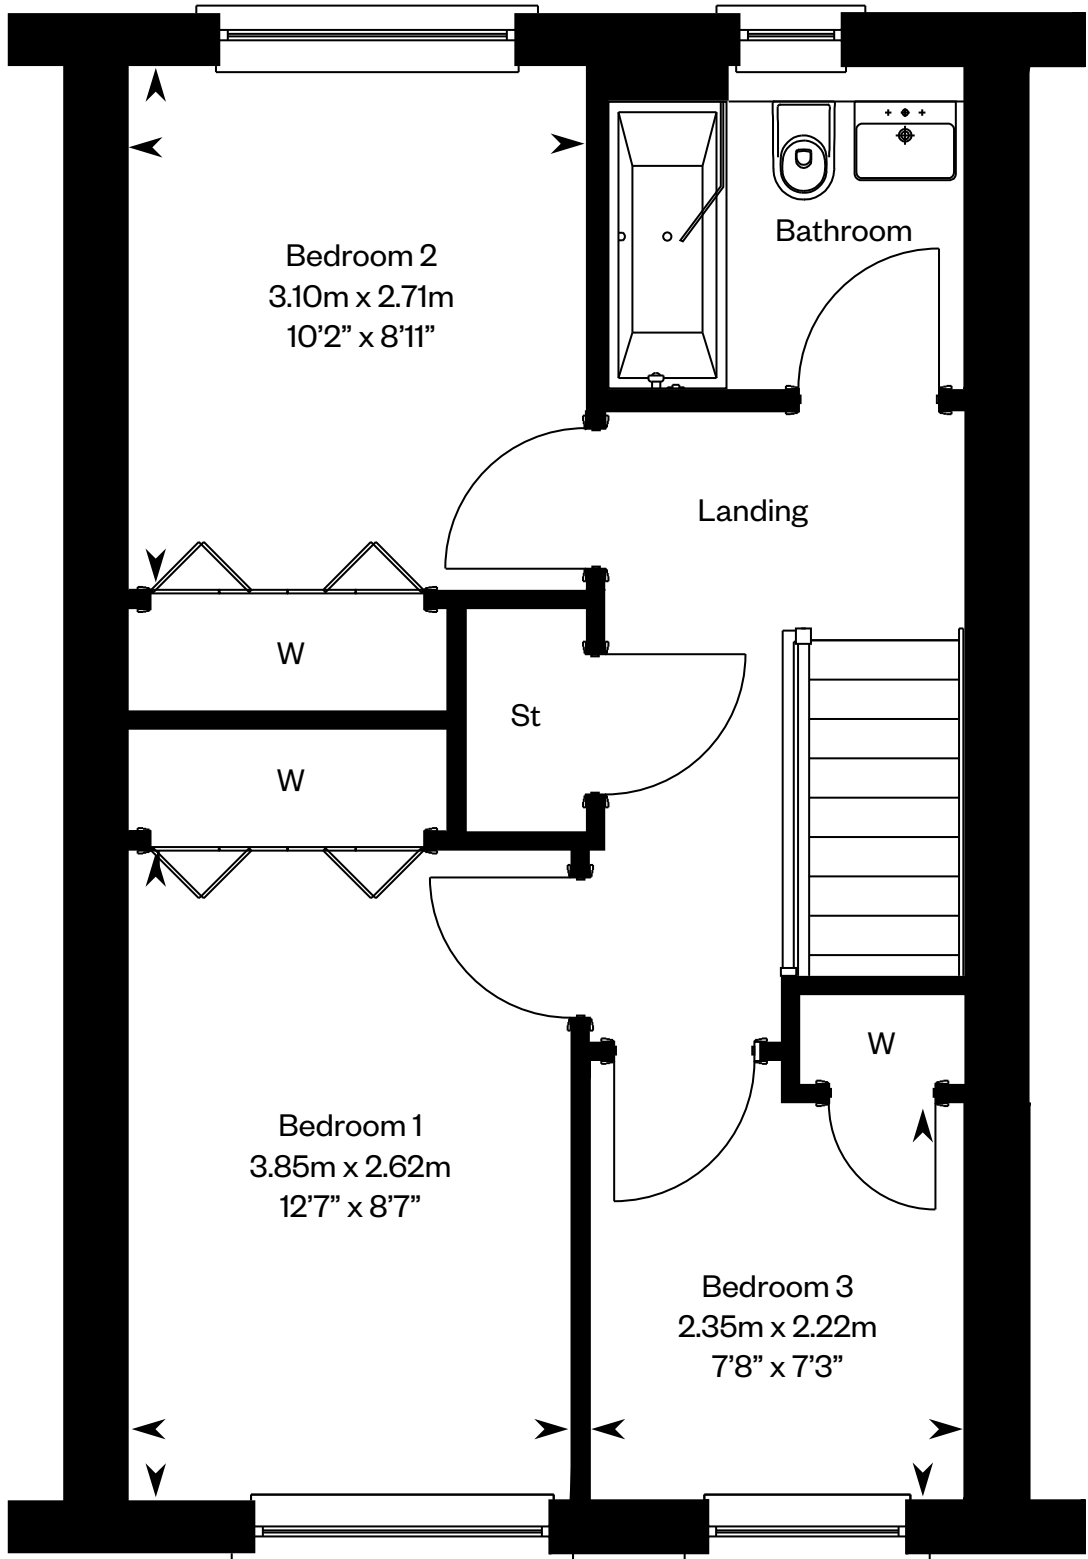 Bathroom
Bedroom 2
3.10m x 2.71m
10’2” x 8’11”
Landing
W
St
W
W
Bedroom 1
3.85m x 2.62m
12’7” x 8’7”
Bedroom 3
2.35m x 2.22m
7’8” x 7’3”